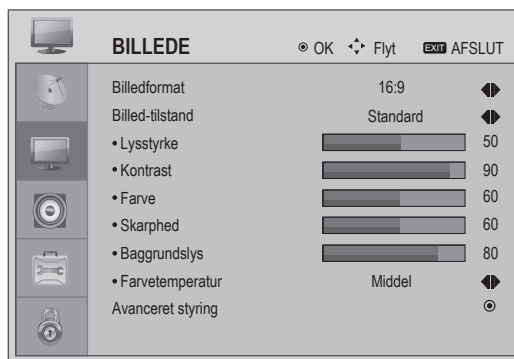 BILLEDE OK Flyt EXIT AFSLUT
Billedformat 16:9
Billed-tilstand Standard
• Lysstyrke 50
• Kontrast 90
• Farve 60
• Skarphed 60
• Baggrundslys 80
• Farvetemperatur Middel
Avanceret styring